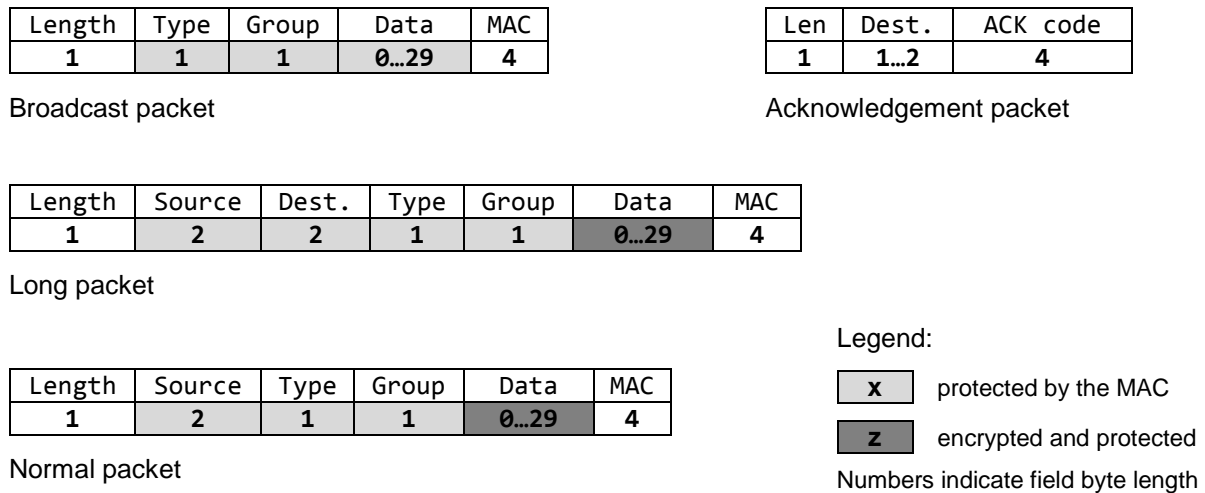 Length Type Group Data MAC
1 1 1 0…29 4
Broadcast packet
Len Dest. ACK code
1 1…2 4
Acknowledgement packet
Length Source Dest. Type Group Data MAC
1 2 2 1 1 0…29 4
Long packet
Length Source Type Group Data MAC
1 2 1 1 0…29 4
Normal packet
Legend:
x protected by the MAC
z encrypted and protected
Numbers indicate field byte length